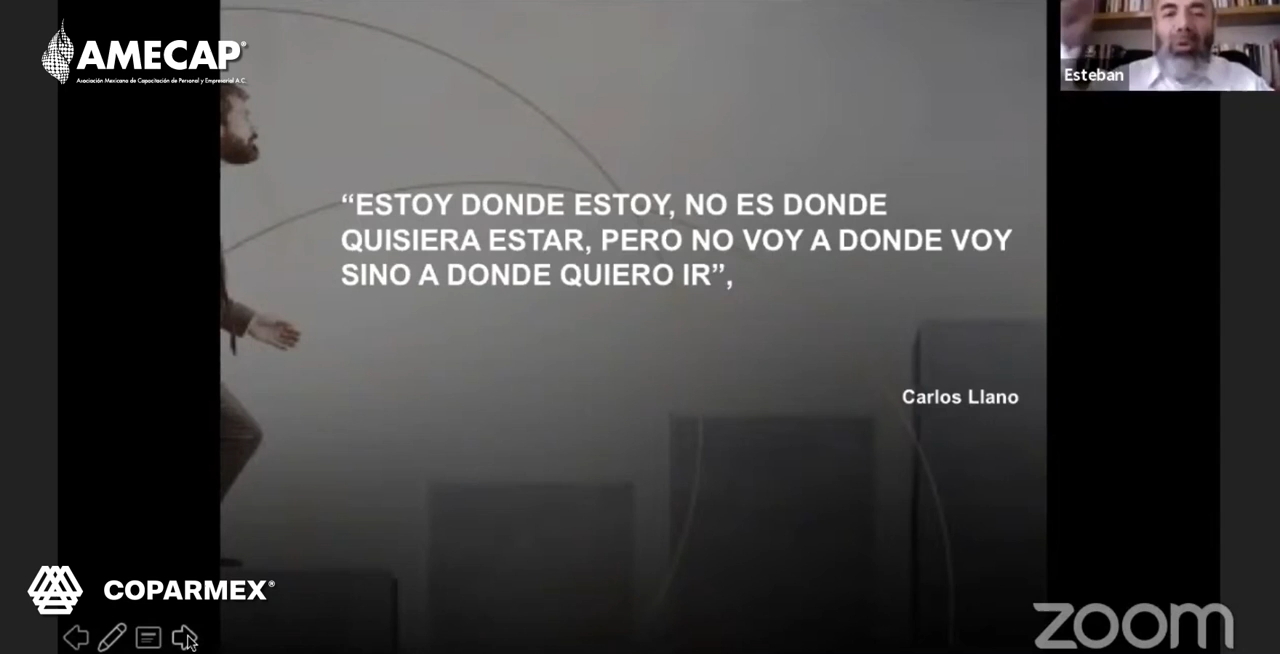 AMECAP®
Asociación Mexicana de Capacitación de Personal y Empresarial A.C.
Esteban
“ESTOY DONDE ESTOY, NO ES DONDE
QUISIERA ESTAR, PERO NO VOY A DONDE VOY
SINO A DONDE QUIERO IR”,
Carlos Llano
COPARMEX®
zoom